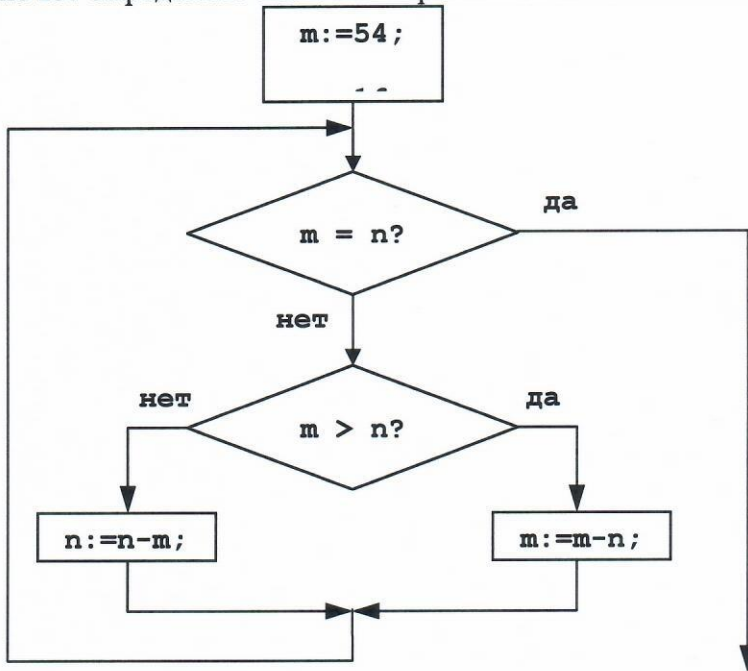 m:=54;
m = n?
да
нет
m > n?
нет
да
n:=n-m;
m:=m-n;